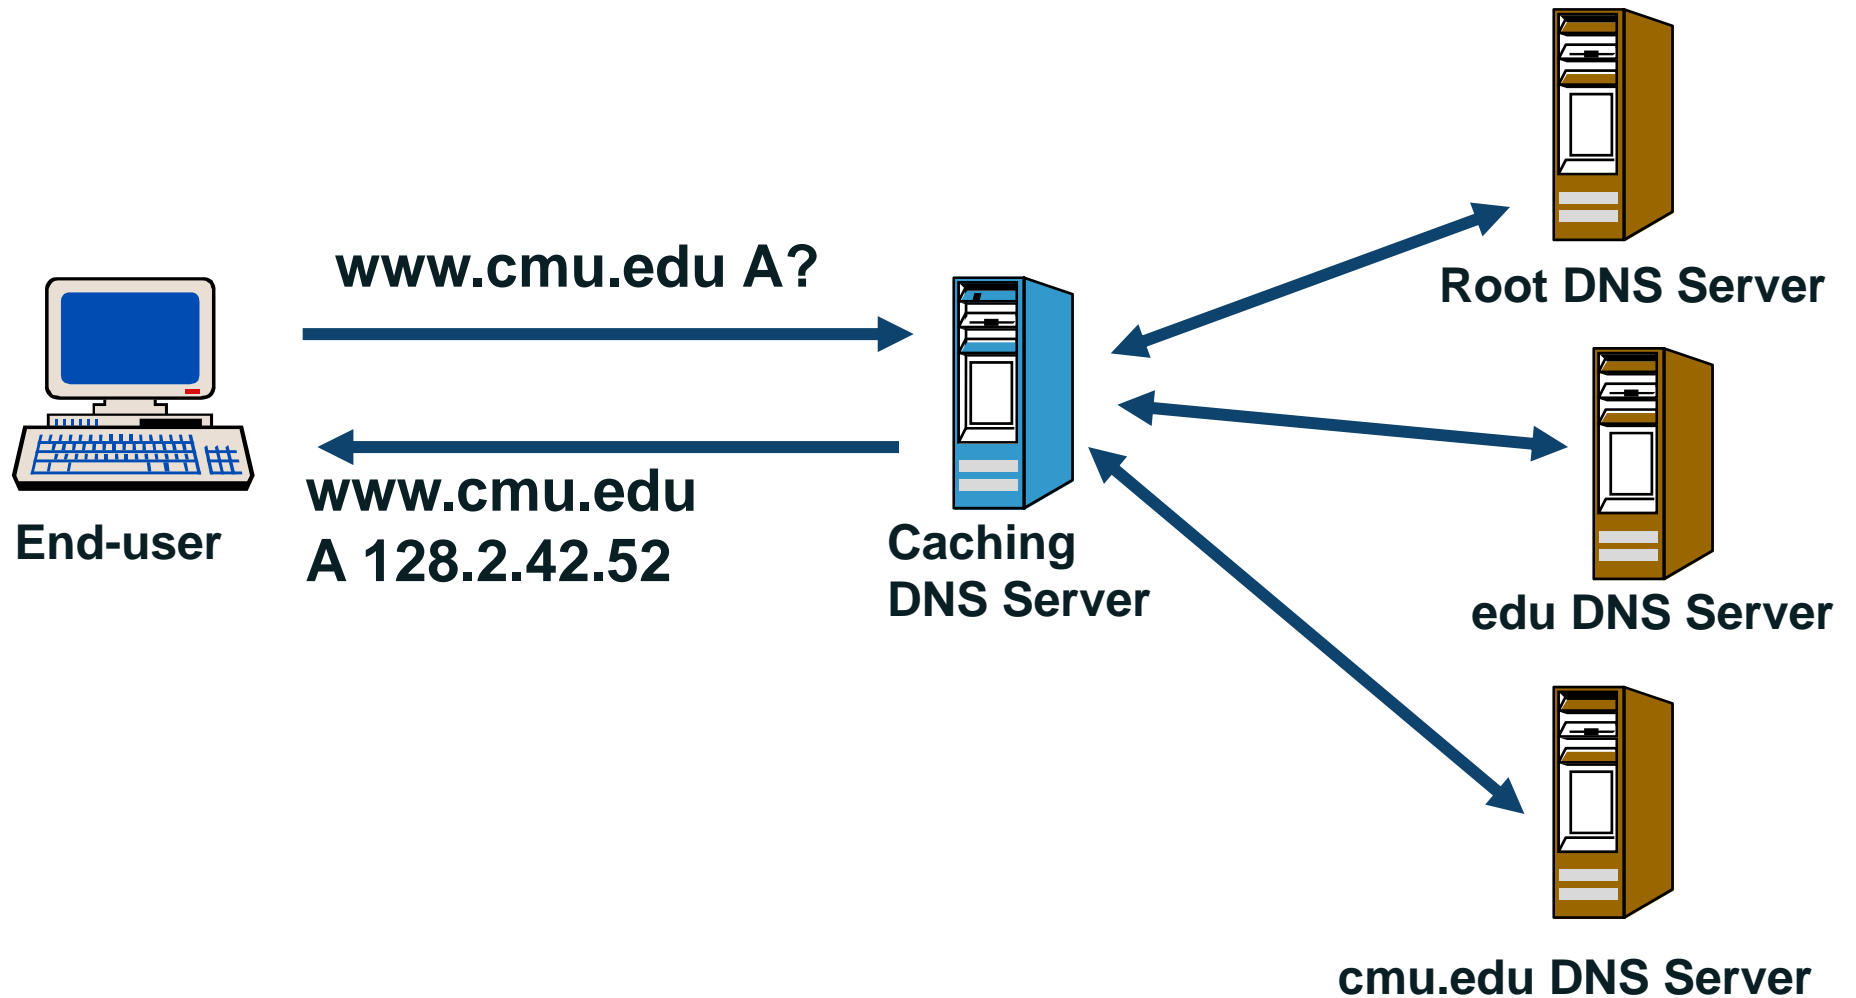 www.cmu.edu A?
www.cmu.edu
A 128.2.42.52
End-user
Caching
DNS Server
Root DNS Server
edu DNS Server
cmu.edu DNS Server